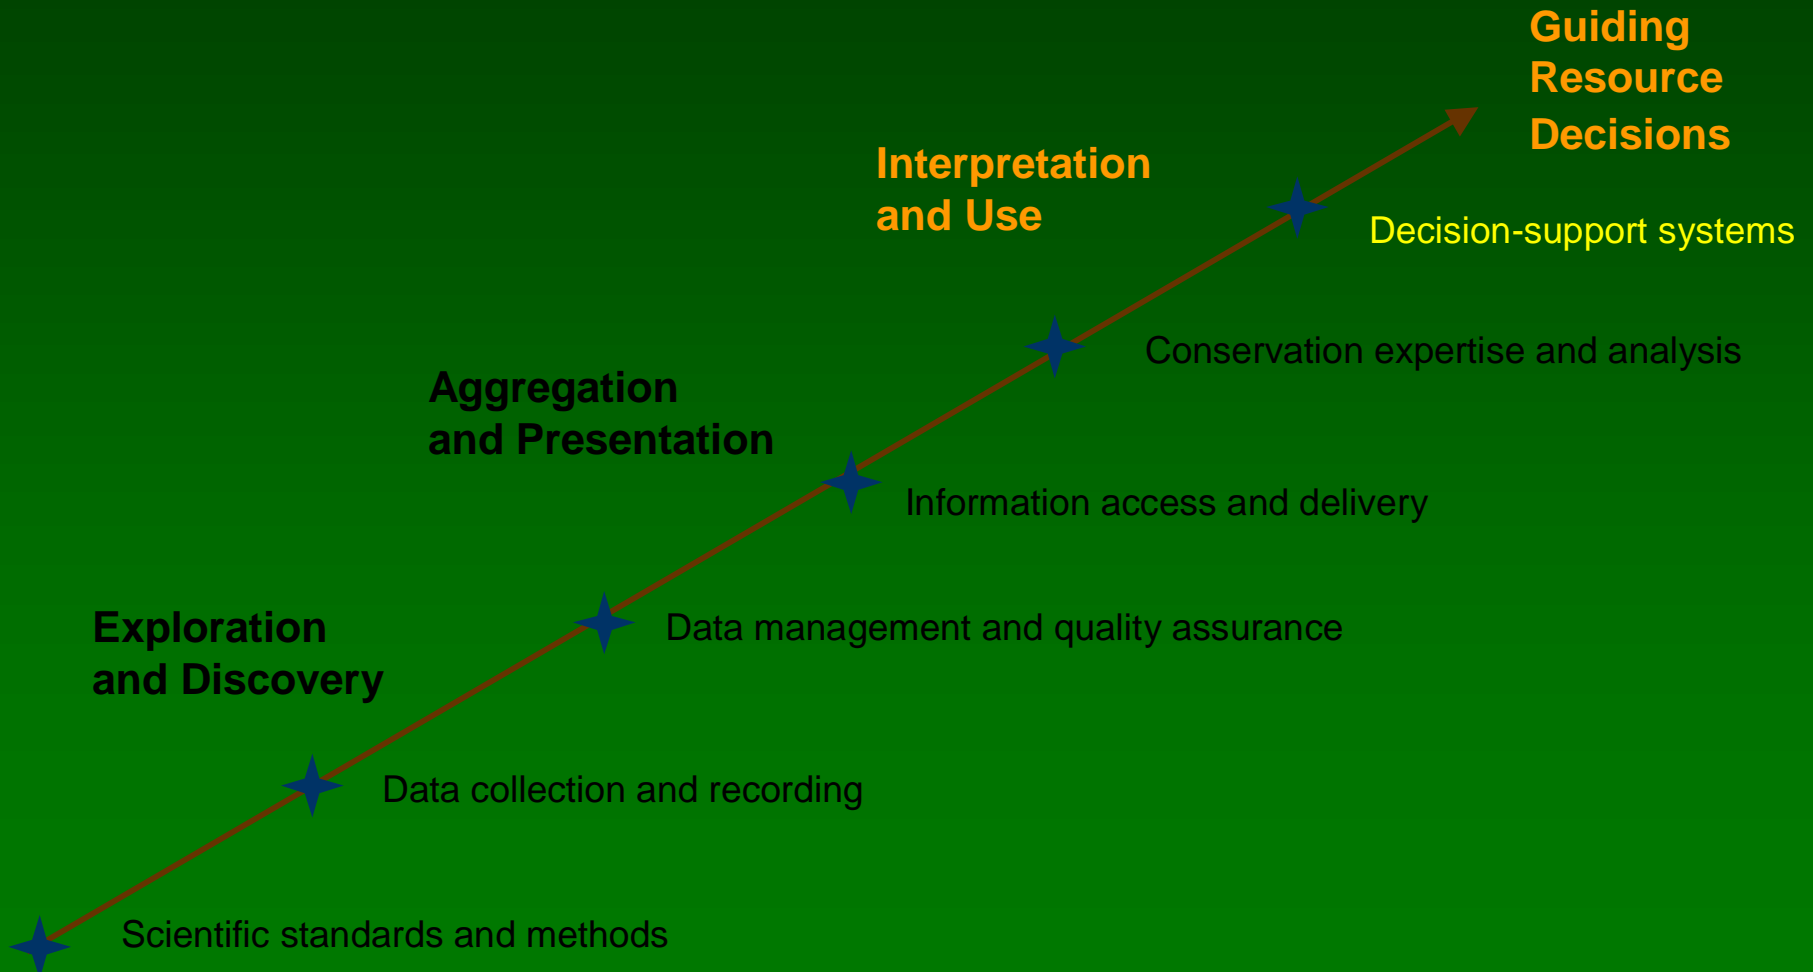 Guiding
Resource
Decisions
Interpretation
and Use
Decision-support systems
Conservation expertise and analysis
Aggregation
and Presentation
Information access and delivery
Exploration
and Discovery
Data management and quality assurance
Data collection and recording
Scientific standards and methods